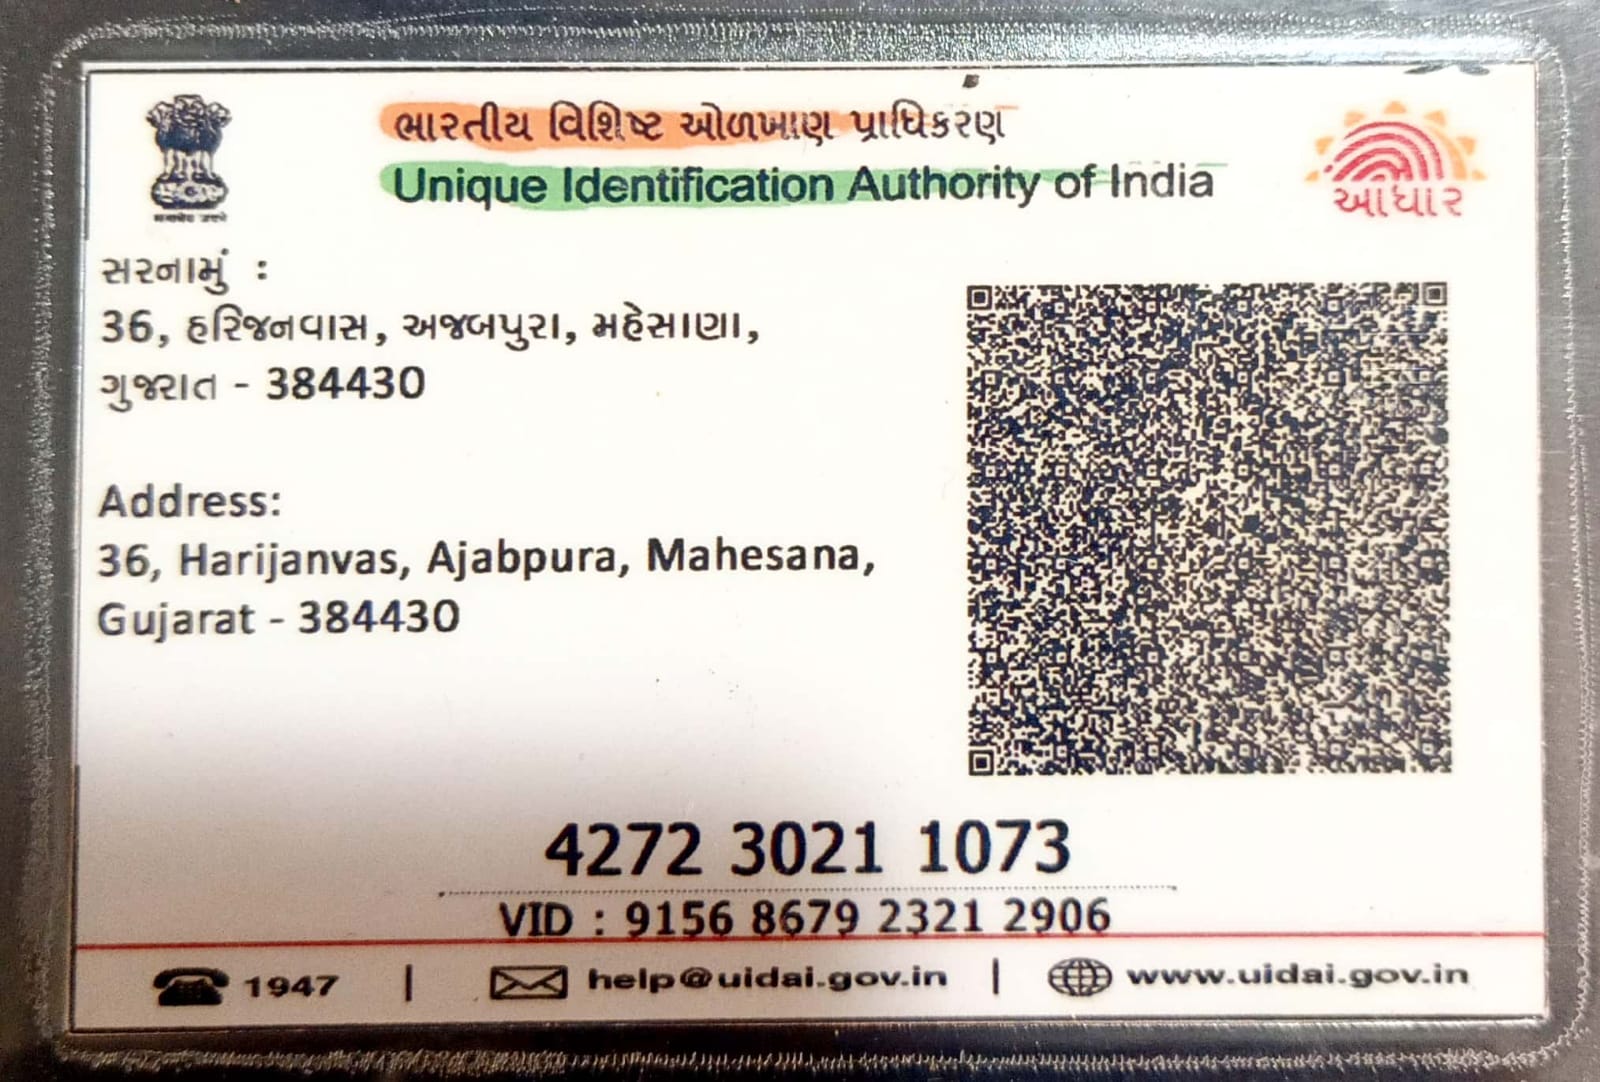 ભારતીય વિશિષ્ટ ઓળખાણ પ્રાધિકરણ
Unique Identification Authority of India
આધાર
સરનામું :
36, હરિજનવાસ, અજબપુરા, મહેસાણા,
ગુજરાત - 384430
Address:
36, Harijanvas, Ajabpura, Mahesana,
Gujarat - 384430
4272 3021 1073
VID : 9156 8679 2321 2906
1947 | help@uidai.gov.in | www.uidai.gov.in